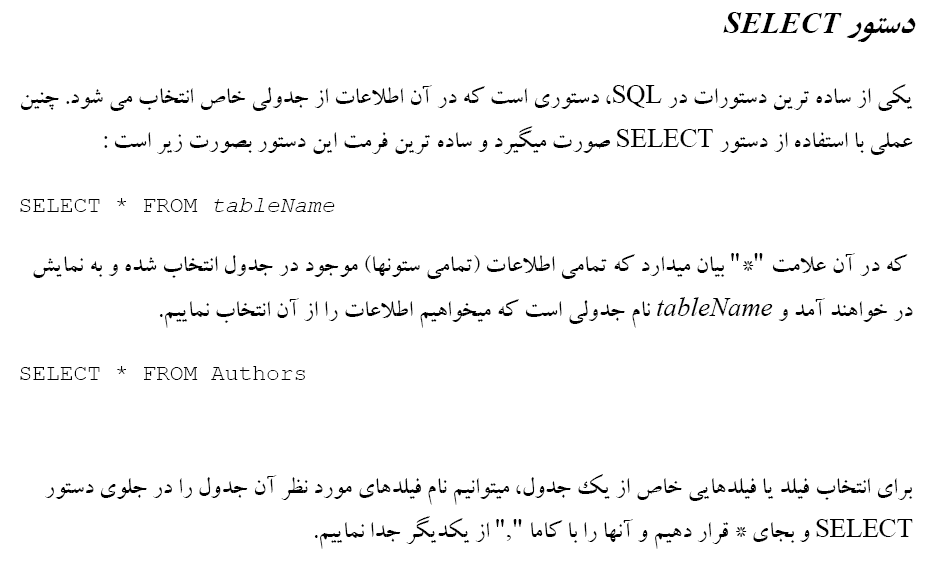 دستور SELECT
یکی از ساده ترین دستورات در SQL، دستوری است که در آن اطلاعات از جدولی خاص انتخاب می شود. چنین
عملی با استفاده از دستور SELECT صورت میگیرد و ساده ترین فرمت این دستور بصورت زیر است :
SELECT * FROM tableName
که در آن علامت "*" بیان میدارد که تمامی اطلاعات (تمامی ستونها) موجود در جدول انتخاب شده و به نمایش
در خواهند آمد و tableName نام جدولی است که میخواهیم اطلاعات را از آن انتخاب نماییم.
SELECT * FROM Authors
برای انتخاب فیلد یا فیلدهایی خاص از یک جدول، میتوانیم نام فیلدهای مورد نظر آن جدول را در جلوی دستور
SELECT و بجای * قرار دهیم و آنها را با کاما "," از یکدیگر جدا نماییم.